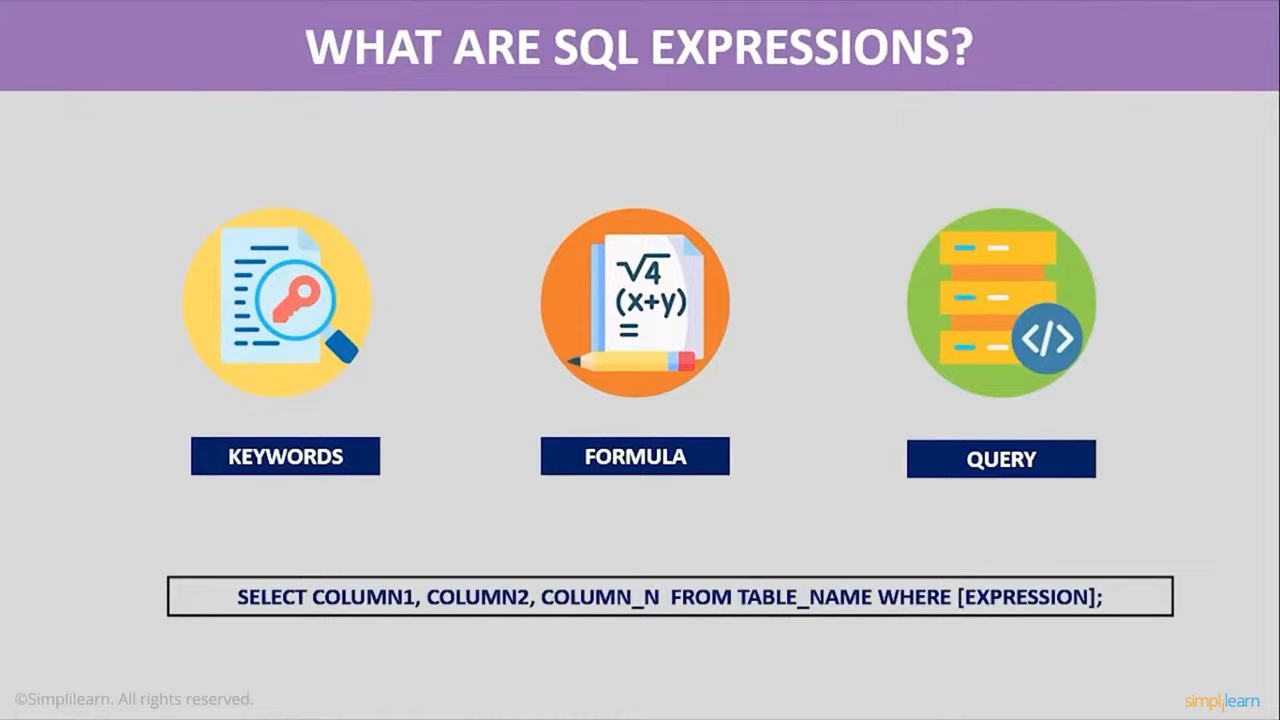 WHAT ARE SQL EXPRESSIONS?
√4
(x+y)
=
</>
KEYWORDS
FORMULA
QUERY
SELECT COLUMN1, COLUMN2, COLUMN_N FROM TABLE_NAME WHERE [EXPRESSION];
©Simplilearn. All rights reserved.
simplilearn